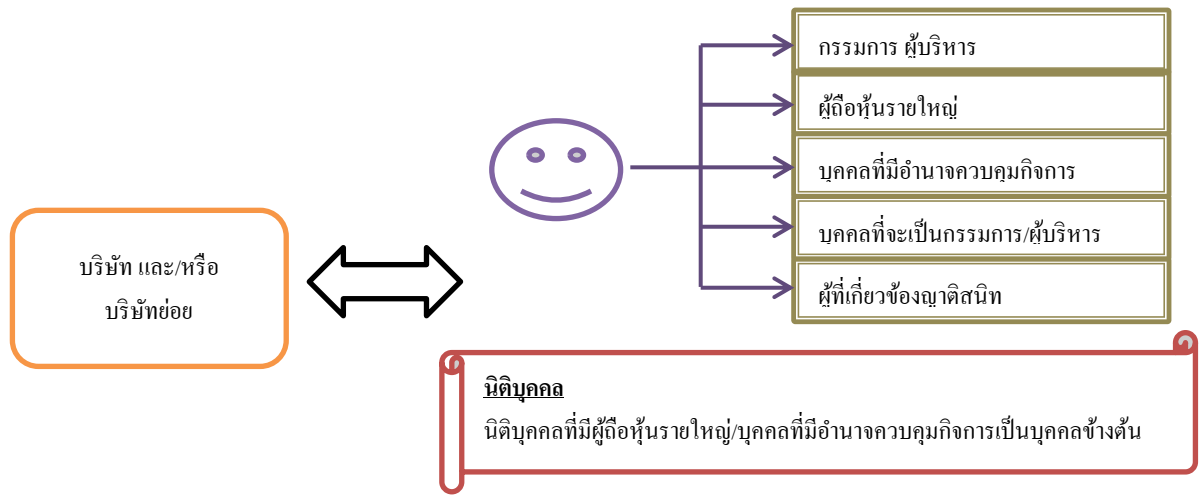 กรรมการ ผู้บริหาร
ผู้ถือหุ้นรายใหญ่
บุคคลที่มีอำนาจควบคุมกิจการ
บุคคลที่จะเป็นกรรมการ/ผู้บริหาร
ผู้ที่เกี่ยวข้องญาติสนิท
บริษัท และ/หรือ
บริษัทย่อย
นิติบุคคล
นิติบุคคลที่มีผู้ถือหุ้นรายใหญ่/บุคคลที่มีอำนาจควบคุมกิจการเป็นบุคคลข้างต้น